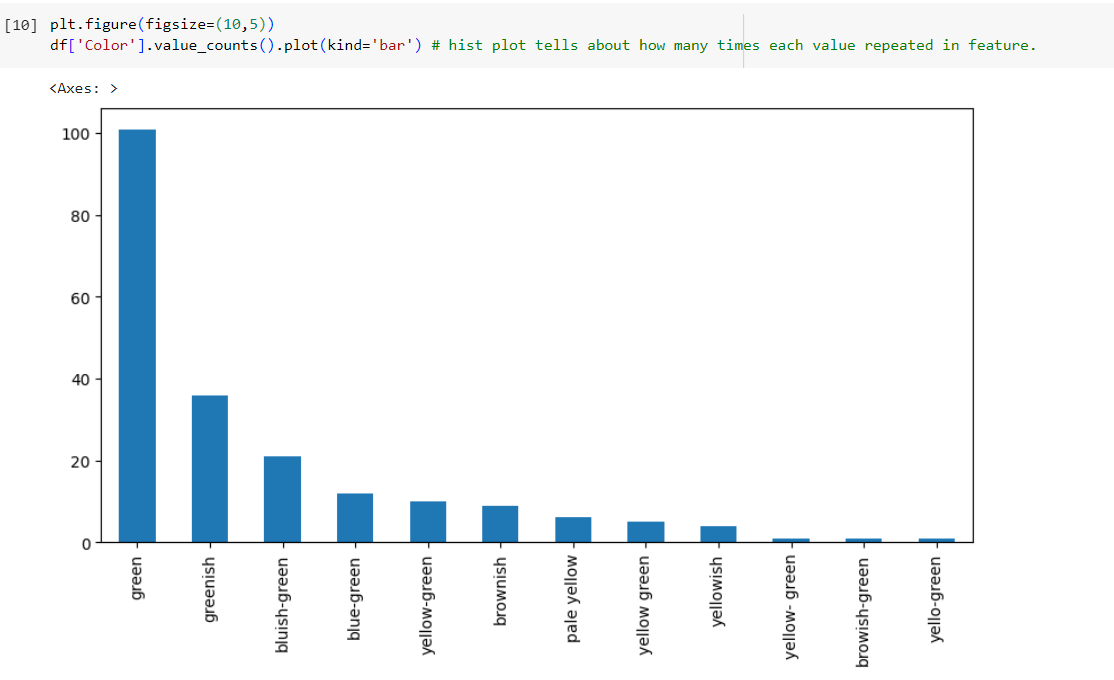 [10] plt.figure(figsize=(10,5))
df['Color'].value_counts().plot(kind='bar') # hist plot tells about how many times each value repeated in feature.
<Axes: >
100
80
60
40
20
0
green
greenish
bluish-green
blue-green
yellow-green
brownish
pale yellow
yellow green
yellowish
yellow- green
browish-green
yello-green